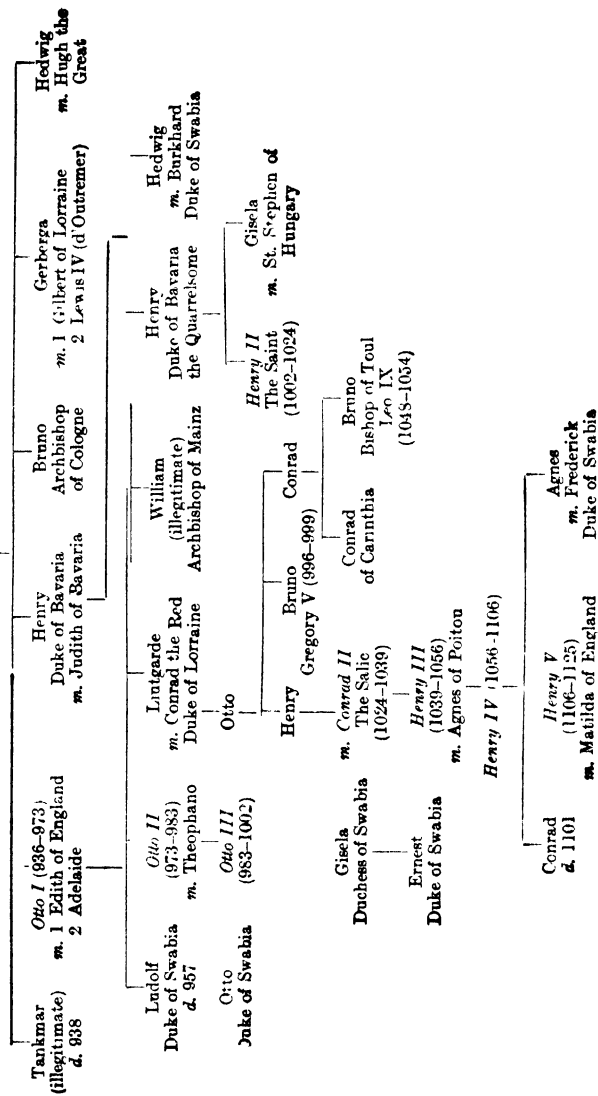 Tankmar
(illegitimate)
d. 938
Otto I (936–973)
m. 1 Edith of England
2 Adelaide
Henry
Duke of Bavaria
m. Judith of Bavaria
Bruno
Archbishop
of Cologne
Gerberga
m. 1 Gilbert of Lorraine
2 Lewis IV (d'Outremer)
Hedwig
m. Hugh the
Great
Ludolf
Duke of Swabia
d. 957
Otto II
(973–983)
m. Theophano
Liutgarde
m. Conrad the Red
Duke of Lorraine
William
(illegitimate)
Archbishop of Mainz
Henry
Duke of Bavaria
the Quarrelsome
Hedwig
m. Burkhard
Duke of Swabia
Otto
Duke of Swabia
Otto III
(983–1002)
Otto
Henry II
The Saint
(1002–1024)
Gisela
m. St. Stephen of
Hungary
Henry
Bruno
Gregory V (996–999)
Conrad
Gisela
Duchess of Swabia
m. Conrad II
The Salic
(1024–1039)
Conrad
of Carinthia
Bruno
Bishop of Toul
Leo IX
(1048–1054)
Ernest
Duke of Swabia
Henry III
(1039–1056)
m. Agnes of Poitou
Henry IV (1056–1106)
Conrad
d. 1101
Henry V
(1106–1125)
m. Matilda of England
Agnes
m. Frederick
Duke of Swabia